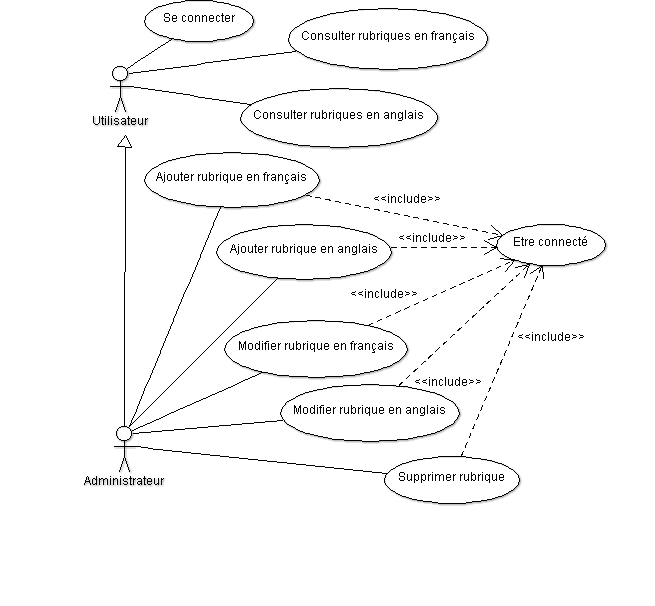 Se connecter
Consulter rubriques en français
Utilisateur
Consulter rubriques en anglais
Ajouter rubrique en français
<<include>>
Ajouter rubrique en anglais
<<include>>
Etre connecté
<<include>>
Modifier rubrique en français
<<include>>
<<include>>
Modifier rubrique en anglais
Supprimer rubrique
Administrateur